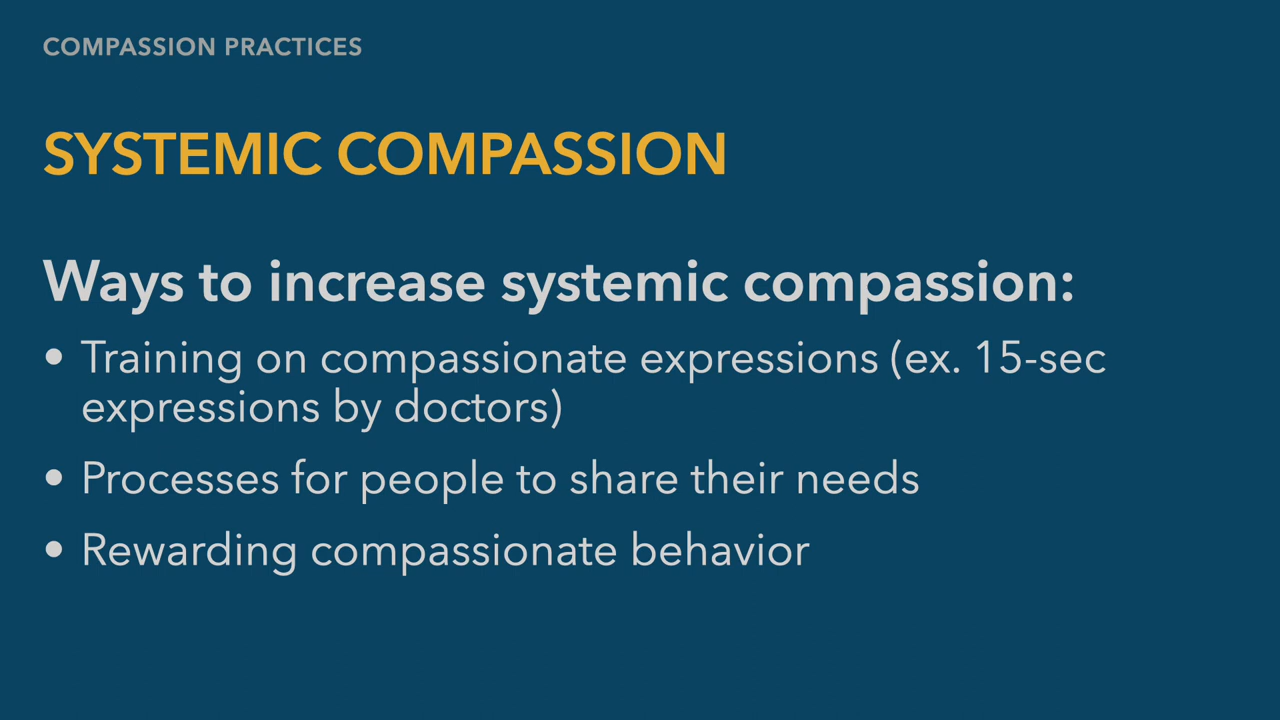 COMPASSION PRACTICES
SYSTEMIC COMPASSION
Ways to increase systemic compassion:
• Training on compassionate expressions (ex. 15-sec
expressions by doctors)
• Processes for people to share their needs
• Rewarding compassionate behavior